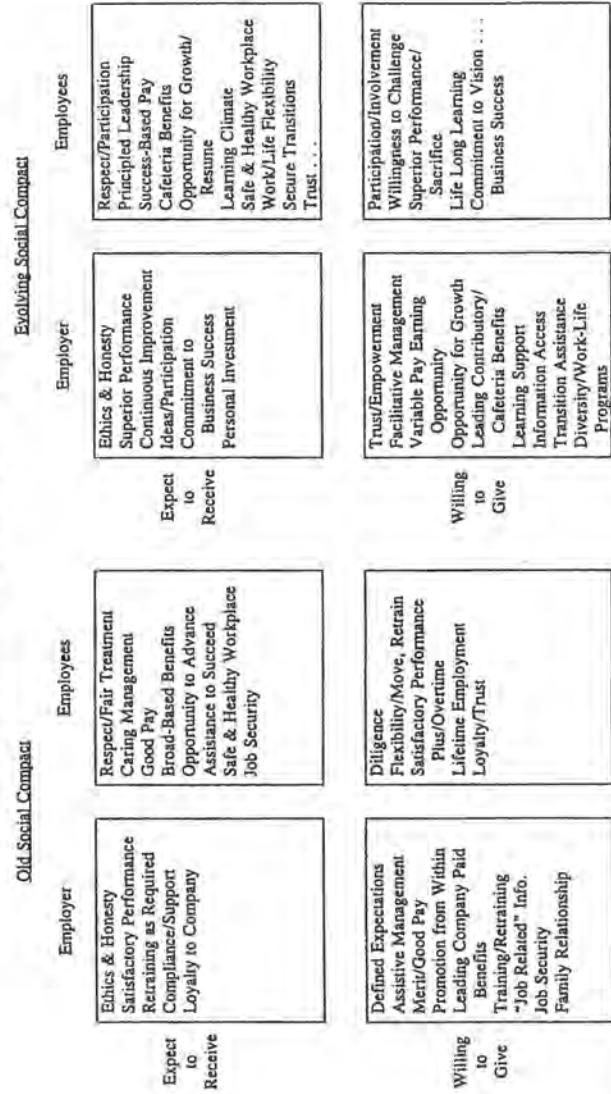 Old Social Compact
Employer
Employees
Expect
to
Receive
Ethics & Honesty
Satisfactory Performance
Retraining as Required
Compliance/Support
Loyalty to Company
Respect/Fair Treatment
Caring Management
Good Pay
Broad-Based Benefits
Opportunity to Advance
Assistance to Succeed
Safe & Healthy Workplace
Job Security
Willing
to
Give
Defined Expectations
Assistive Management
Merit/Good Pay
Promotion from Within
Leading Company Paid
Benefits
Training/Retraining
"Job Related" Info.
Job Security
Family Relationship
Diligence
Flexibility/Move, Retrain
Satisfactory Performance
Plus/Overtime
Lifetime Employment
Loyalty/Trust
Evolving Social Compact
Employer
Employees
Expect
to
Receive
Ethics & Honesty
Superior Performance
Continuous Improvement
Ideas/Participation
Commitment to
Business Success
Personal Investment
Respect/Participation
Principled Leadership
Success-Based Pay
Cafeteria Benefits
Opportunity for Growth/
Resume
Learning Climate
Safe & Healthy Workplace
Work/Life Flexibility
Secure Transitions
Trust . . .
Willing
to
Give
Trust/Empowerment
Facilitative Management
Variable Pay Earning
Opportunity
Opportunity for Growth
Leading Contributory/
Cafeteria Benefits
Learning Support
Information Access
Transition Assistance
Diversity/Work-Life
Programs
Participation/Involvement
Willingness to Challenge
Superior Performance/
Sacrifice
Life Long Learning
Commitment to Vision . . .
Business Success